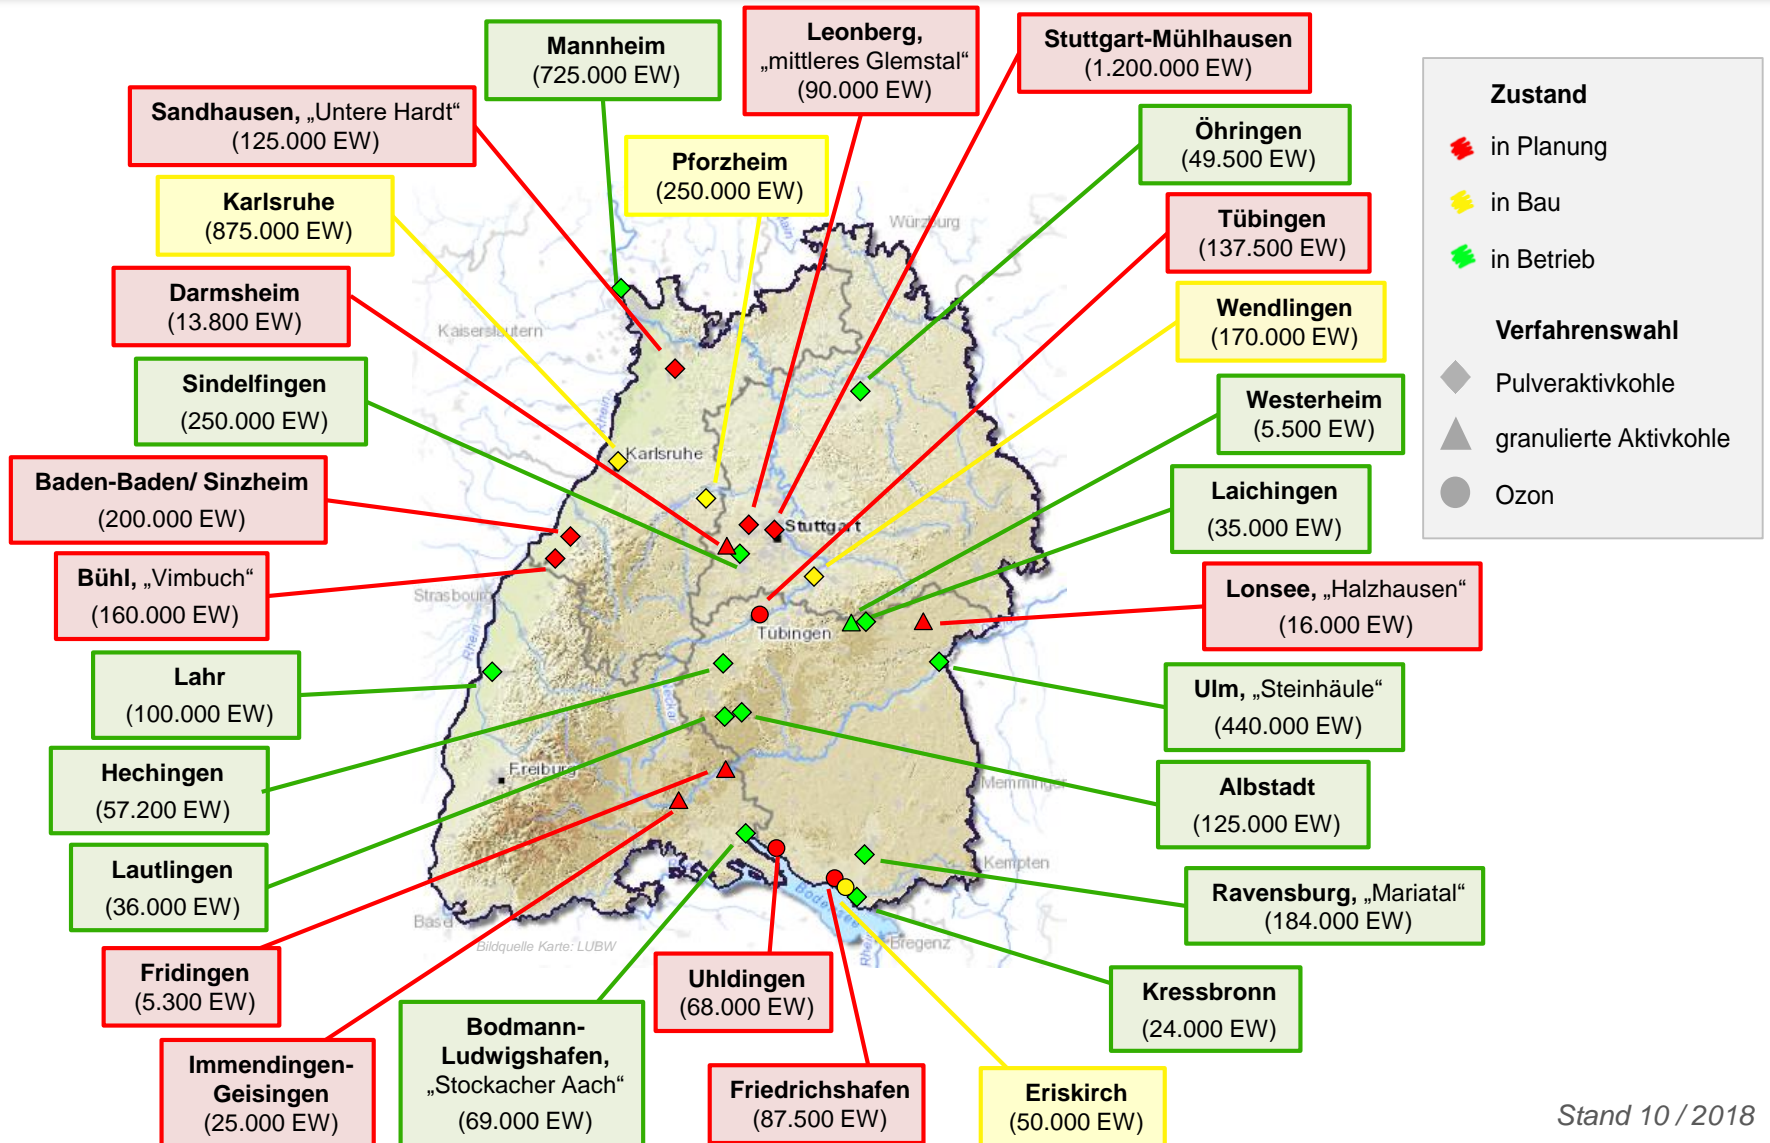 Mannheim
(725.000 EW)
Leonberg,
„mittleres Glemstal“
(90.000 EW)
Stuttgart-Mühlhausen
(1.200.000 EW)
Sandhausen, „Untere Hardt“
(125.000 EW)
Öhringen
(49.500 EW)
Pforzheim
(250.000 EW)
Karlsruhe
(875.000 EW)
Tübingen
(137.500 EW)
Darmsheim
(13.800 EW)
Wendlingen
(170.000 EW)
Sindelfingen
(250.000 EW)
Westerheim
(5.500 EW)
Baden-Baden/ Sinzheim
(200.000 EW)
Laichingen
(35.000 EW)
Bühl, „Vimbuch“
(160.000 EW)
Lonsee, „Halzhausen“
(16.000 EW)
Lahr
(100.000 EW)
Ulm, „Steinhäule“
(440.000 EW)
Hechingen
(57.200 EW)
Albstadt
(125.000 EW)
Lautlingen
(36.000 EW)
Ravensburg, „Mariatal“
(184.000 EW)
Fridingen
(5.300 EW)
Uhldingen
(68.000 EW)
Kressbronn
(24.000 EW)
Immendingen-
Geisingen
(25.000 EW)
Bodmann-
Ludwigshafen,
„Stockacher Aach“
(69.000 EW)
Friedrichshafen
(87.500 EW)
Eriskirch
(50.000 EW)
Zustand
in Planung
in Bau
in Betrieb
Verfahrenswahl
Pulveraktivkohle
granulierte Aktivkohle
Ozon
Würzburg
Main
Kaiserslautern
Rhein
Karlsruhe
Stuttgart
Strasbourg
Rhein
Tübingen
Neckar
Freiburg
Memmingen
Kempten
Basel
Bodensee
Bregenz
Bildquelle Karte: LUBW
Stand 10 / 2018